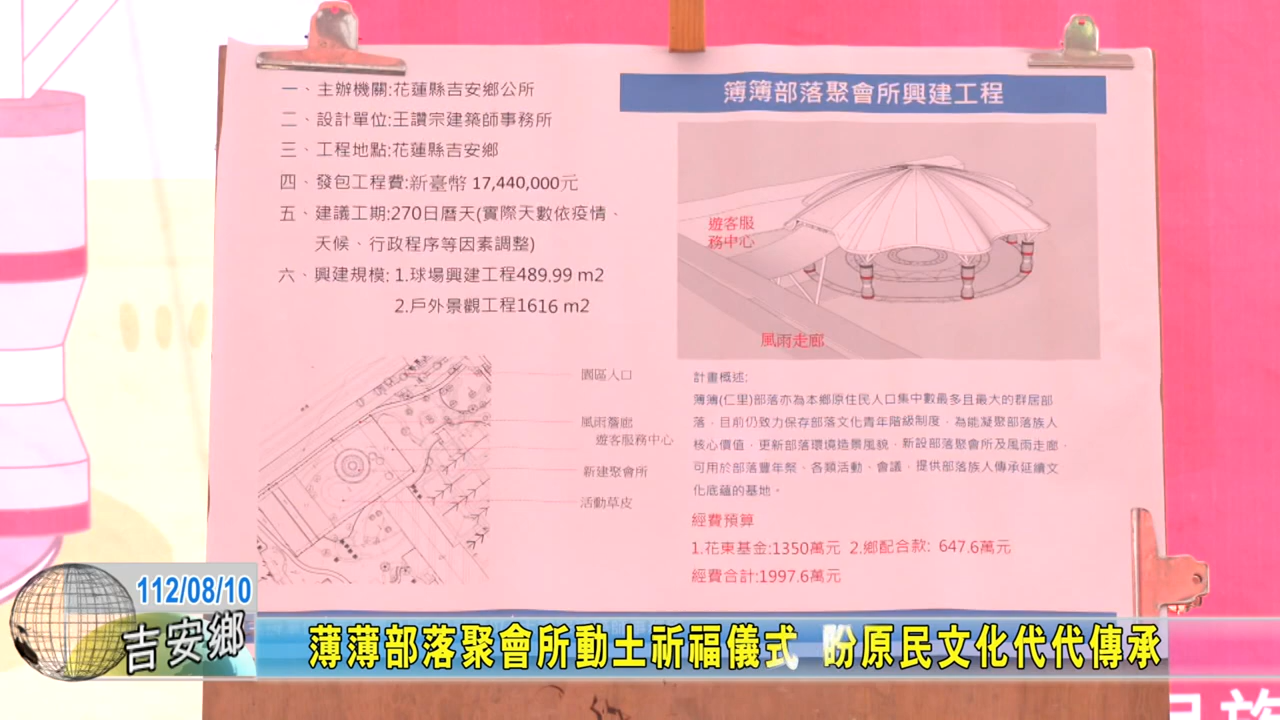 一、主辦機關:花蓮縣吉安鄉公所
二、設計單位:王讚宗建築師事務所
三、工程地點:花蓮縣吉安鄉
四、發包工程費:新臺幣 17,440,000元
五、建議工期:270日曆天(實際天數依疫情、
天候、行政程序等因素調整)
六、興建規模: 1.球場興建工程489.99 m2
2.戶外景觀工程1616 m2
簿簿部落聚會所興建工程
遊客服
務中心
風雨走廊
園區入口
風雨
遊客服務中心
新建聚會所
活動草皮
計畫概述:
薄薄(仁里)部落亦為本鄉原住民人口集中數最多且最大的群居部
落，目前仍致力保存部落文化青年階級制度，為能凝聚部落族人
核心價值，更新部落環境造景風貌，新設部落聚會所及風雨走廊，
可用於部落豐年祭、各類活動、會議，提供部落族人傳承延續文
化底蘊的基地。
經費預算
1.花東基金:1350萬元 2.鄉配合款: 647.6萬元
經費合計:1997.6萬元
112/08/10
吉安鄉
薄薄部落聚會所動土祈福儀式 盼原民文化代代傳承